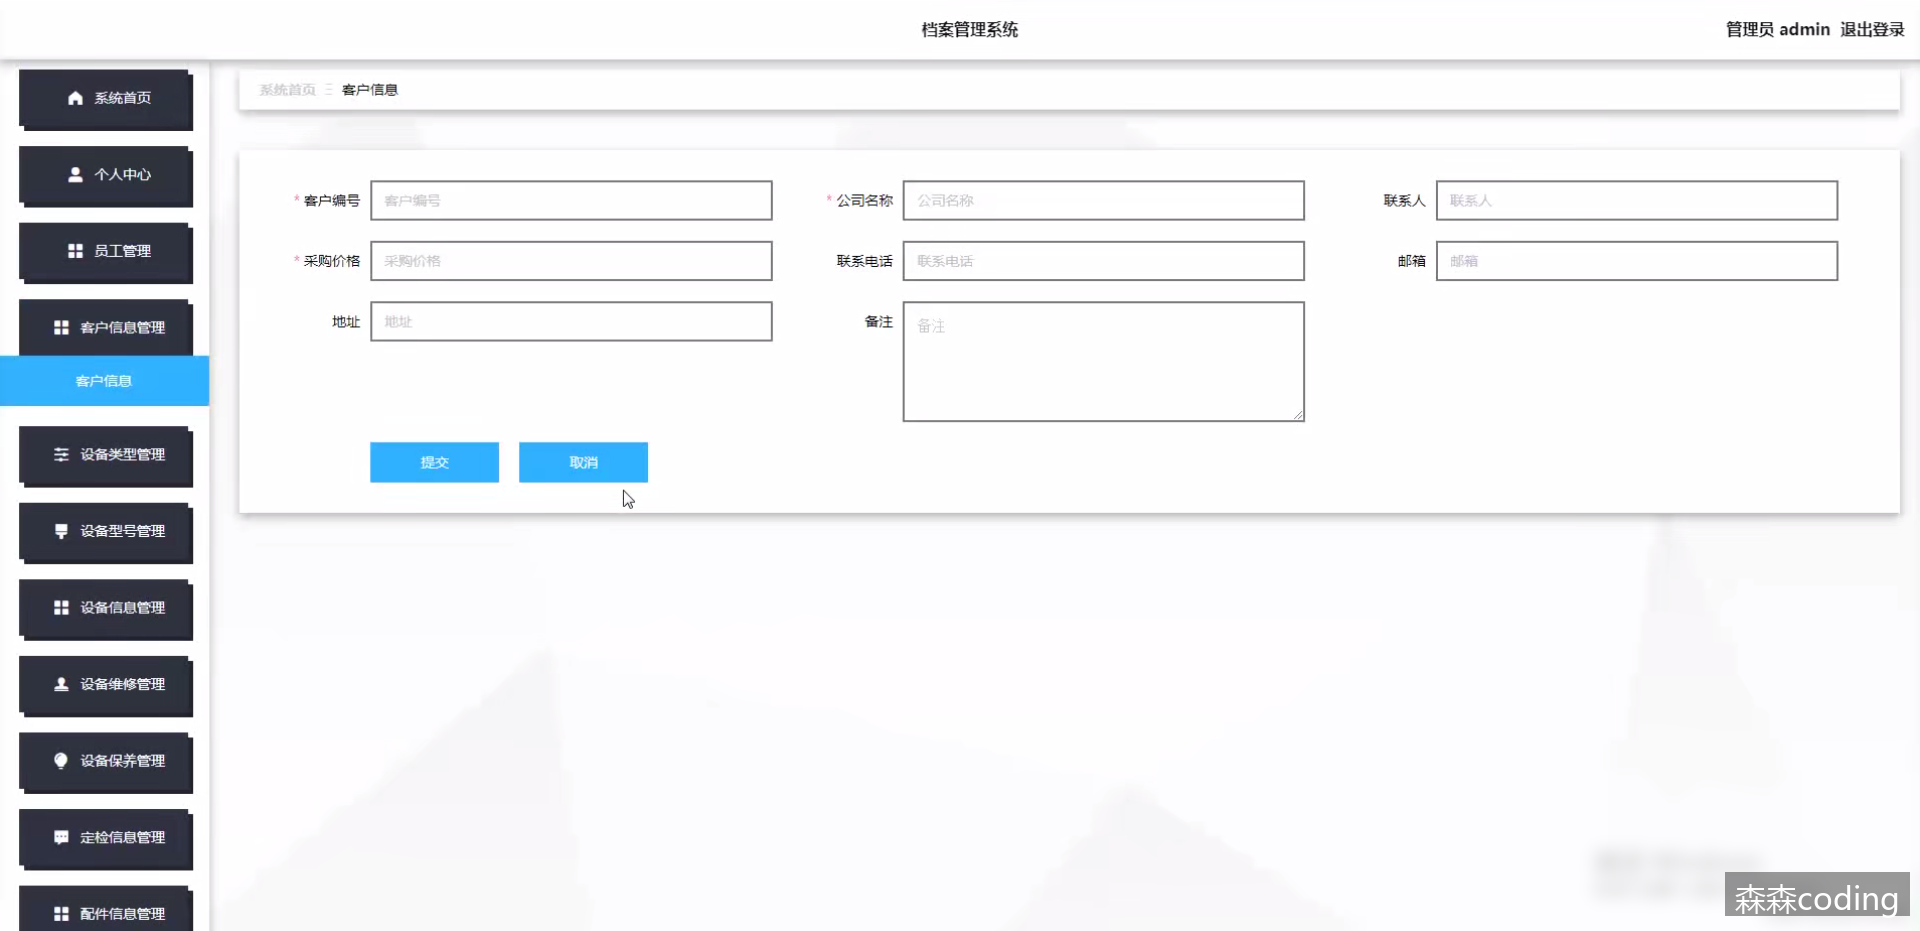 档案管理系统
管理员 admin 退出登录
系统首页
个人中心
员工管理
客户信息管理
客户信息
设备类型管理
设备型号管理
设备信息管理
设备维修管理
设备保养管理
定检信息管理
配件信息管理
系统首页 客户信息
* 客户编号 客户编号
* 公司名称 公司名称
联系人 联系人
* 采购价格 采购价格
联系电话 联系电话
邮箱 邮箱
地址 地址
备注 备注
提交 取消
森森coding